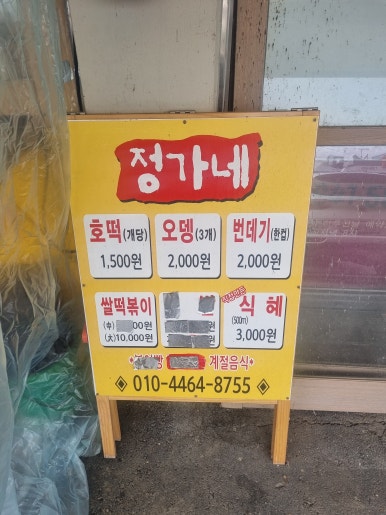 정가네
호떡(개당)
1,500원
오뎅(3개)
2,000원
번데기(한컵)
2,000원
쌀떡볶이
(中) 00원
(大)10,000원
식혜
(500m)
3,000원
계절음식*
010-4464-8755